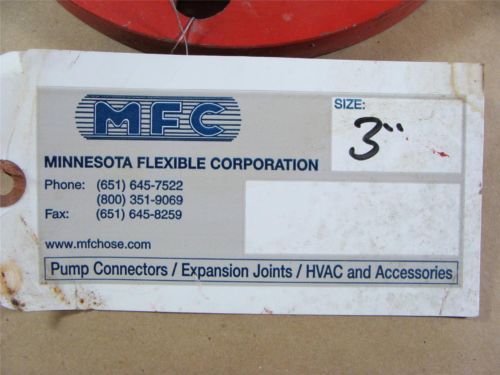 MFC
SIZE:
3"
MINNESOTA FLEXIBLE CORPORATION
Phone: (651) 645-7522
(800) 351-9069
Fax: (651) 645-8259
www.mfchose.com
Pump Connectors / Expansion Joints / HVAC and Accessories